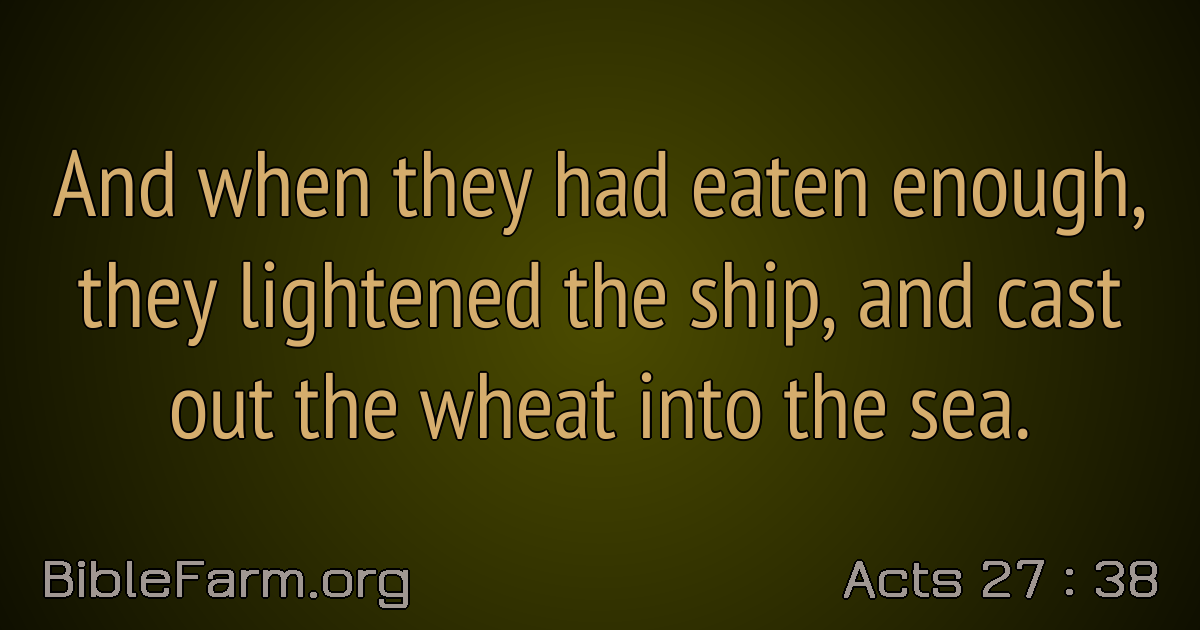 And when they had eaten enough,
they lightened the ship, and cast
out the wheat into the sea.
BibleFarm.org
Acts 27 : 38